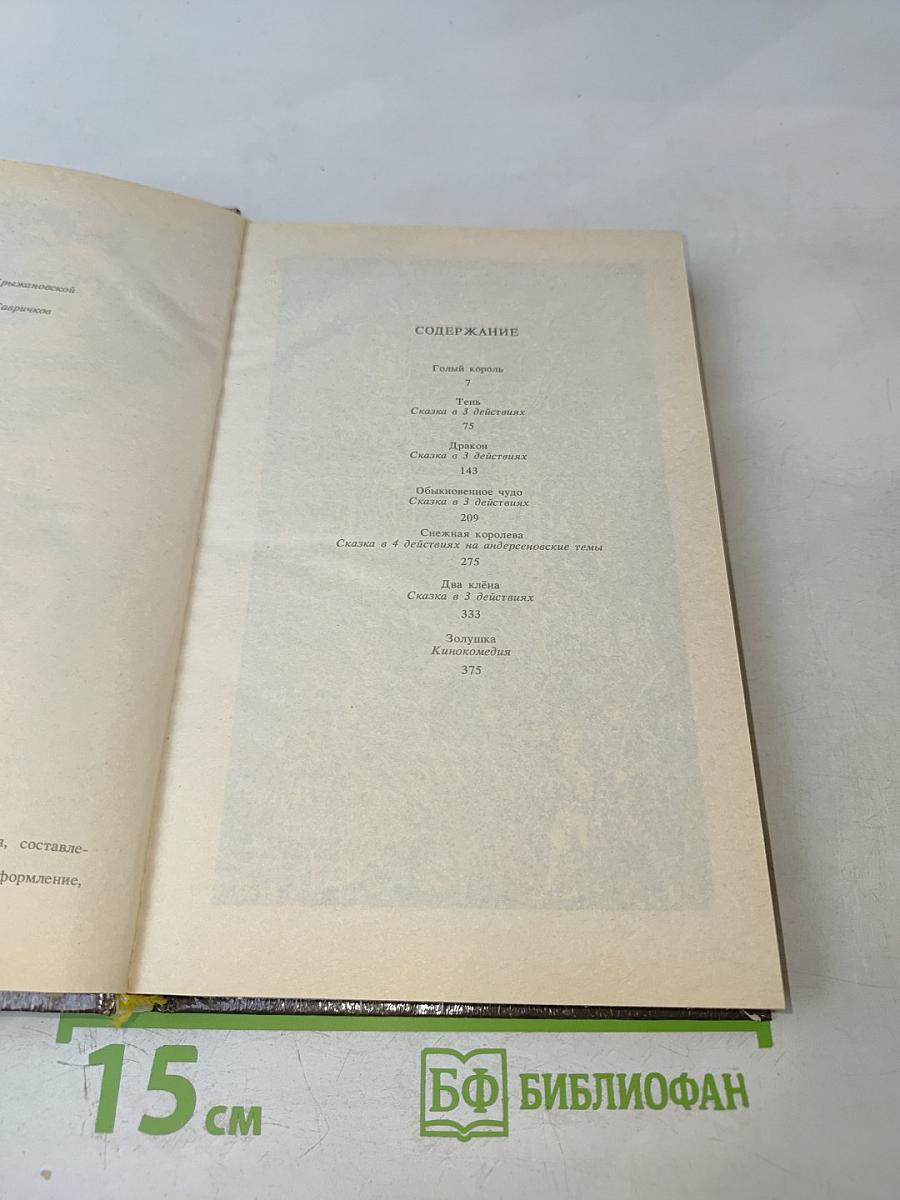 рыжановской
авричков
я, составле-
формление,
СОДЕРЖАНИЕ
Голый король
7
Тень
Сказка в 3 действиях
75
Дракон
Сказка в 3 действиях
143
Обыкновенное чудо
Сказка в 3 действиях
209
Снежная королева
Сказка в 4 действиях на андерсеновские темы
275
Два клёна
Сказка в 3 действиях
333
Золушка
Кинокомедия
375
15 см
БФ БИБЛИОФАН